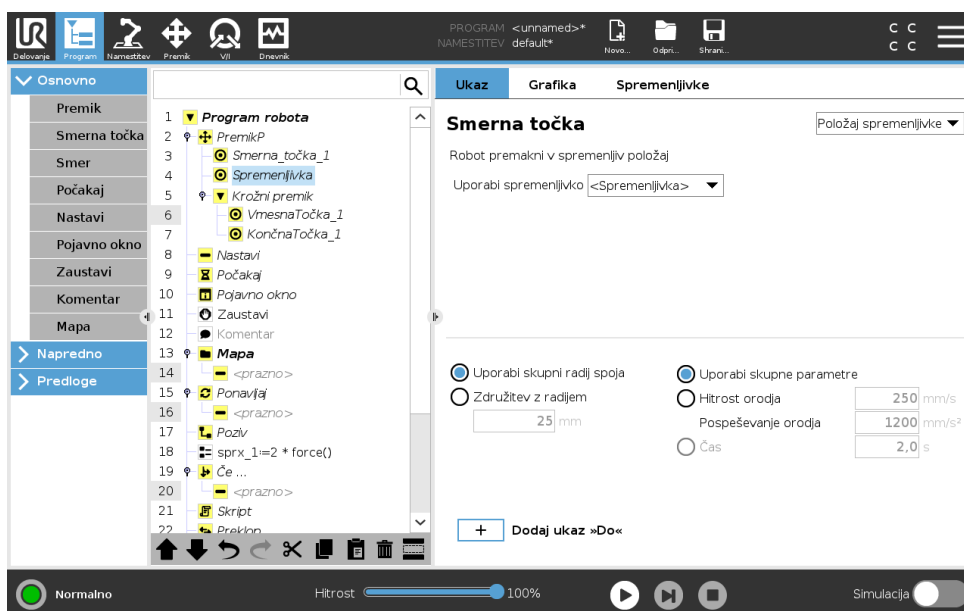 UR
PROGRAM <unnamed>*
NAMESTITEV default*
Delovanje Program Namestitev Premik V/I Dnevnik
Novo... Odpri... Shrani...
C C
C C
Osnovno
Premik
Smerna točka
Smer
Počakaj
Nastavi
Pojavno okno
Zaustavi
Komentar
Mapa
Napredno
Predloge
1 Program robota
2 PremikP
3 Smerna_točka_1
4 Spremenljivka
5 Krožni premik
6 VmesnaTočka_1
7 KončnaTočka_1
8 Nastavi
9 Počakaj
10 Pojavno okno
11 Zaustavi
12 Komentar
13 Mapa
14 <prazno>
15 Ponavljaj
16 <prazno>
17 Poziv
18 sprx_1:=2 * force()
19 Če ...
20 <prazno>
21 Skript
22 Preklop
Ukaz Grafika Spremenljivke
Smerna točka
Položaj spremenljivke
Robot premakni v spremenljiv položaj
Uporabi spremenljivko <Spremenljivka>
Uporabi skupni radij spoja
Združitev z radijem
25 mm
Uporabi skupne parametre
Hitrost orodja 250 mm/s
Pospeševanje orodja 1200 mm/s²
Čas 2,0 s
+ Dodaj ukaz »Do«
Normalno
Hitrost 100%
Simulacija